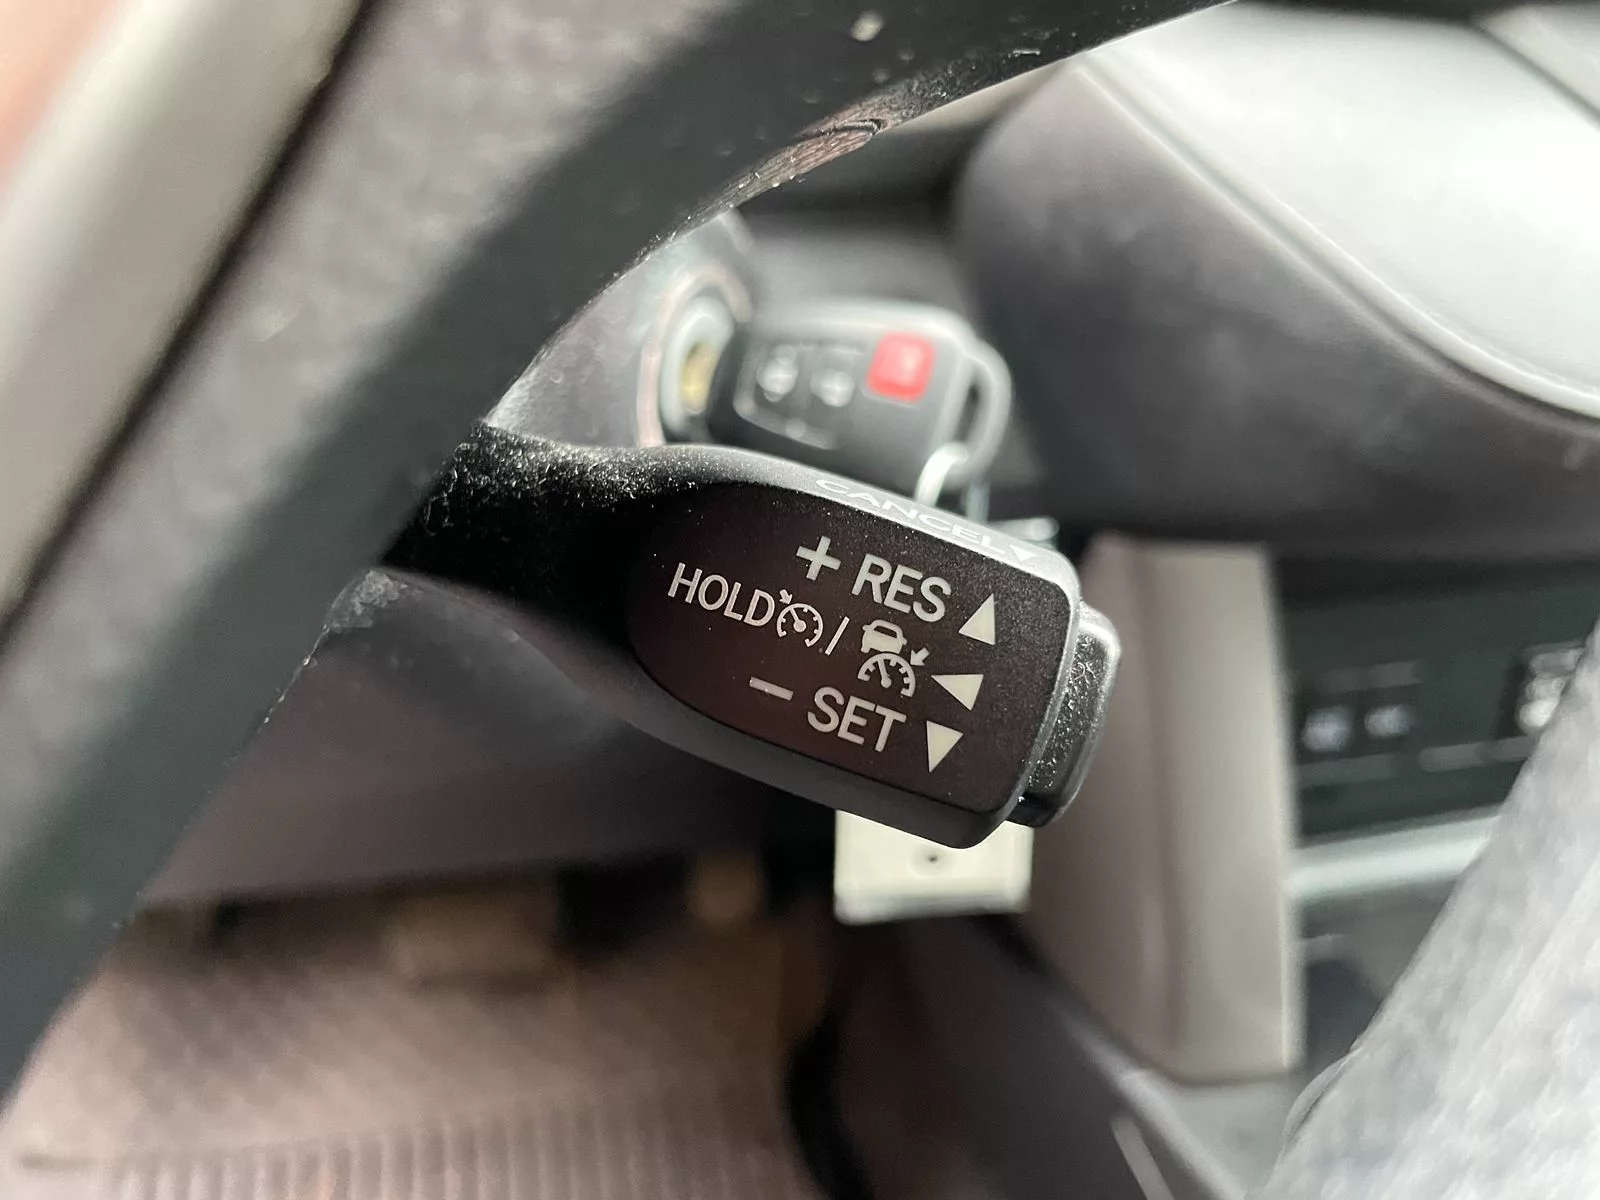 CANCEL
+ RES
HOLD /
- SET